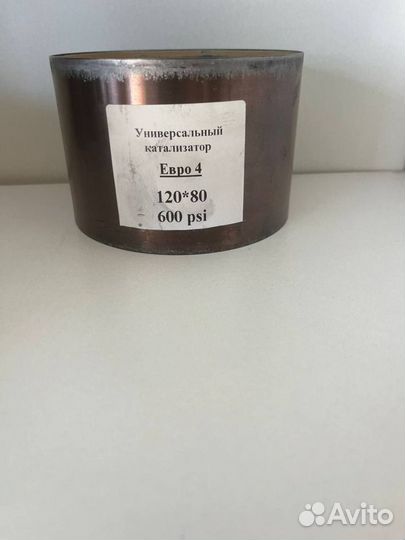 Универсальный
катализатор
Евро 4
120*80
600 psi
Avito